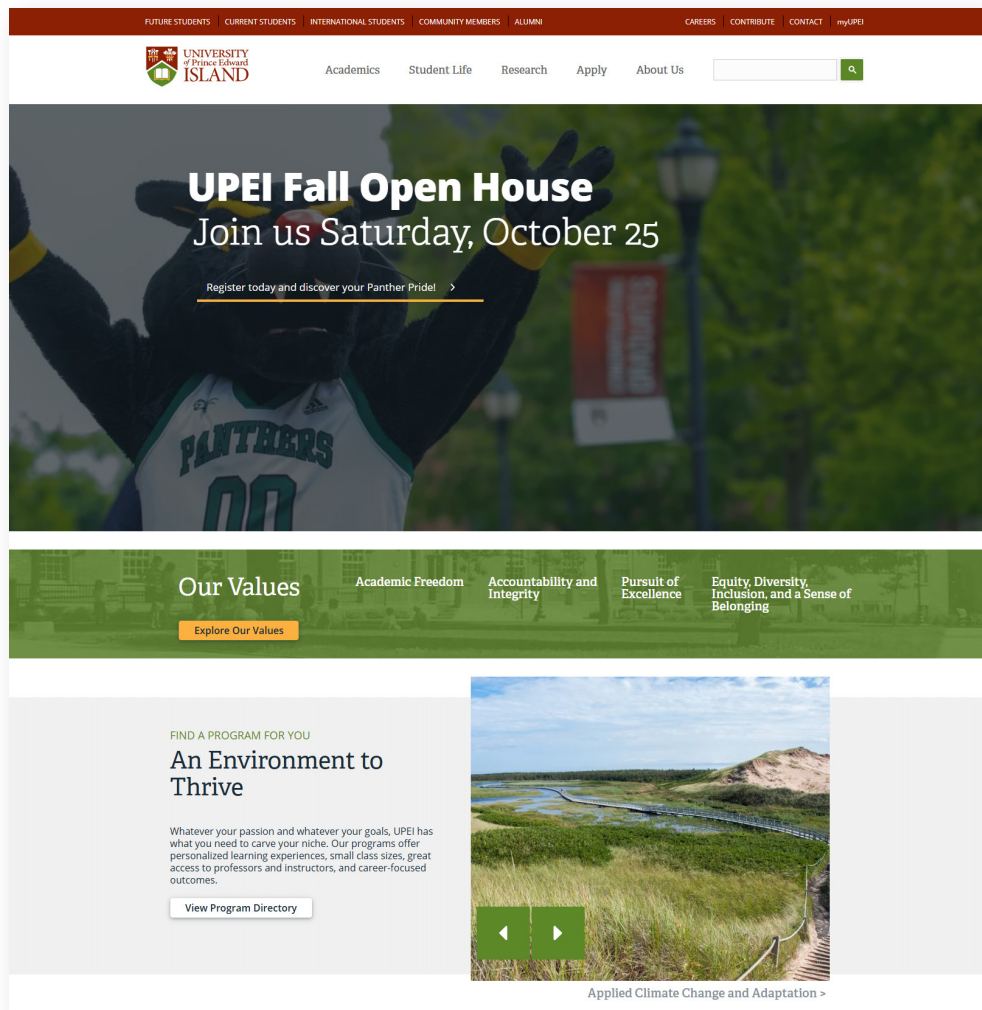 FUTURE STUDENTS CURRENT STUDENTS INTERNATIONAL STUDENTS COMMUNITY MEMBERS ALUMNI CAREERS CONTRIBUTE CONTACT myUPEI
UNIVERSITY
of Prince Edward
ISLAND
Academics Student Life Research Apply About Us
UPEI Fall Open House
Join us Saturday, October 25
Register today and discover your Panther Pride! >
CONGRATULATIONS
GRADUATES
PANTHERS
00
Our Values
Academic Freedom
Accountability and
Integrity
Pursuit of
Excellence
Equity, Diversity,
Inclusion, and a Sense of
Belonging
Explore Our Values
FIND A PROGRAM FOR YOU
An Environment to
Thrive
Whatever your passion and whatever your goals, UPEI has
what you need to carve your niche. Our programs offer
personalized learning experiences, small class sizes, great
access to professors and instructors, and career-focused
outcomes.
View Program Directory
Applied Climate Change and Adaptation >